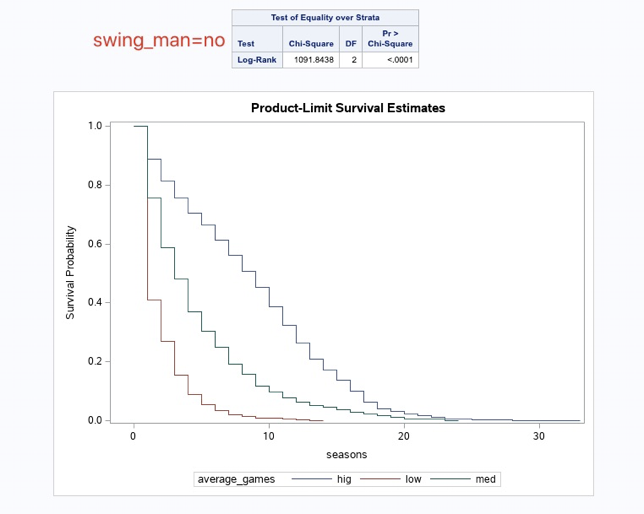 swing_man=no
Test of Equality over Strata
Test Chi-Square DF Pr > Chi-Square
Log-Rank 1091.8438 2 <.0001
Product-Limit Survival Estimates
Survival Probability
1.0
0.8
0.6
0.4
0.2
0.0
0 10 20 30
seasons
average_games hig low med